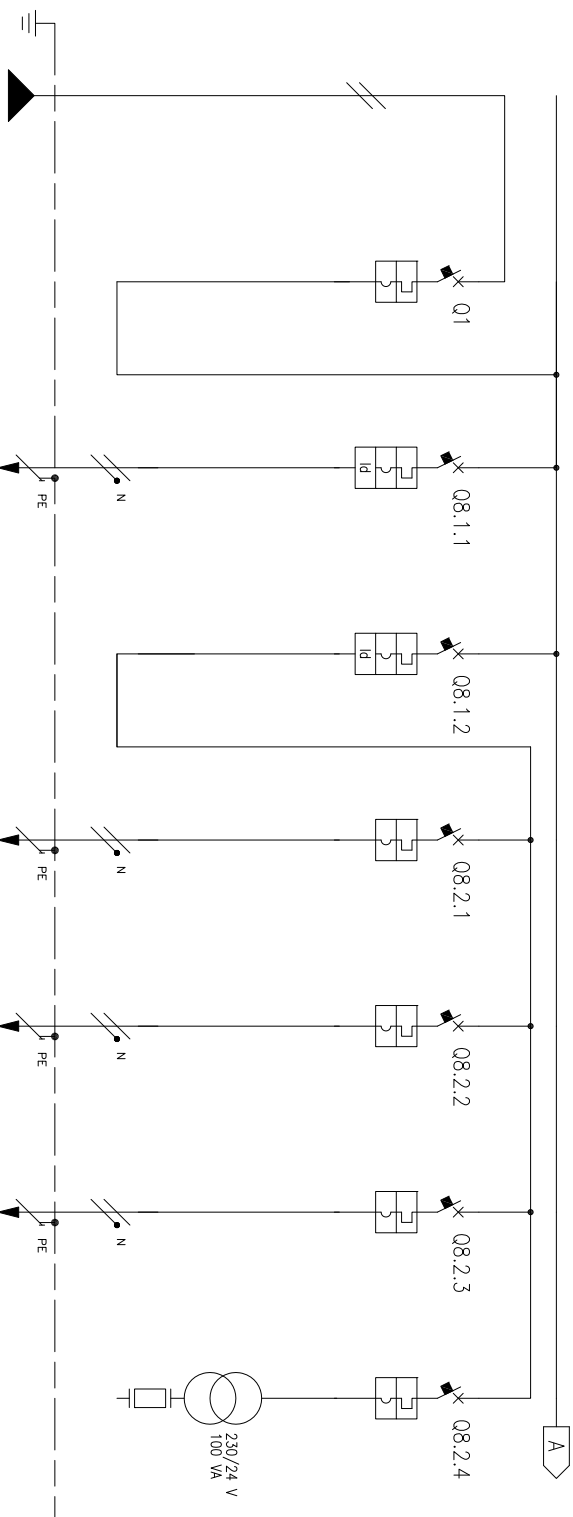 Q1
Q8.1.1
Q8.1.2
Q8.2.1
Q8.2.2
Q8.2.3
Q8.2.4
A
Id
Id
N
N
N
N
230/24 V
100 VA
PE
PE
PE
PE